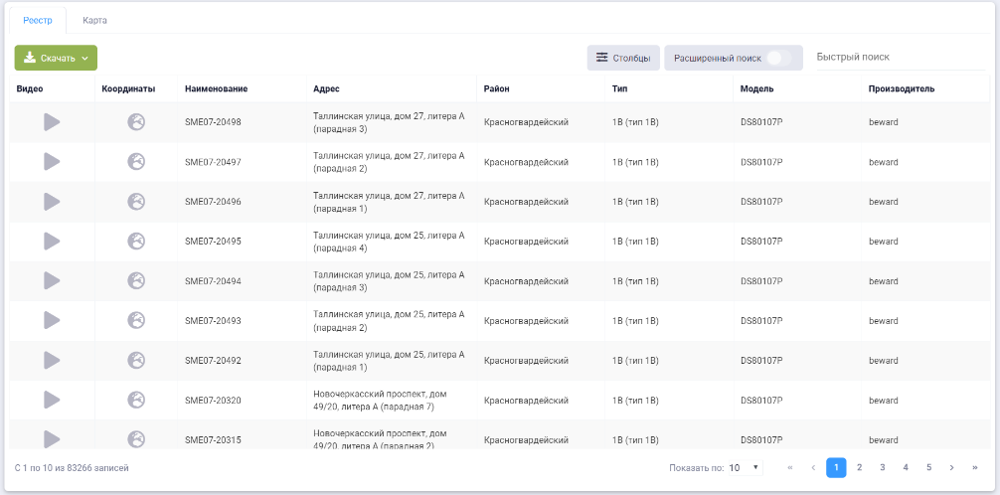 Реестр Карта
Скачать Столбцы Расширенный поиск Быстрый поиск
Видео Координаты Наименование Адрес Район Тип Модель Производитель
SME07-20498 Таллинская улица, дом 27, литера А (парадная 3) Красногвардейский 1В (тип 1В) DS80107P beward
SME07-20497 Таллинская улица, дом 27, литера А (парадная 2) Красногвардейский 1В (тип 1В) DS80107P beward
SME07-20496 Таллинская улица, дом 27, литера А (парадная 1) Красногвардейский 1В (тип 1В) DS80107P beward
SME07-20495 Таллинская улица, дом 25, литера А (парадная 4) Красногвардейский 1В (тип 1В) DS80107P beward
SME07-20494 Таллинская улица, дом 25, литера А (парадная 3) Красногвардейский 1В (тип 1В) DS80107P beward
SME07-20493 Таллинская улица, дом 25, литера А (парадная 2) Красногвардейский 1В (тип 1В) DS80107P beward
SME07-20492 Таллинская улица, дом 25, литера А (парадная 1) Красногвардейский 1В (тип 1В) DS80107P beward
SME07-20320 Новочеркасский проспект, дом 49/20, литера А (парадная 7) Красногвардейский 1В (тип 1В) DS80107P beward
SME07-20315 Новочеркасский проспект, дом 49/20, литера А (парадная 2) Красногвардейский 1В (тип 1В) DS80107P beward
С 1 по 10 из 83266 записей Показать по: 10 « ‹ 1 2 3 4 5 › »